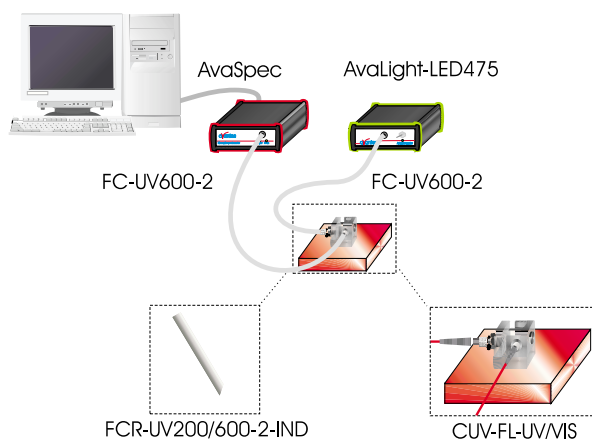 AvaSpec
AvaLight-LED475
FC-UV600-2
FC-UV600-2
FCR-UV200/600-2-IND
CUV-FL-UV/VIS